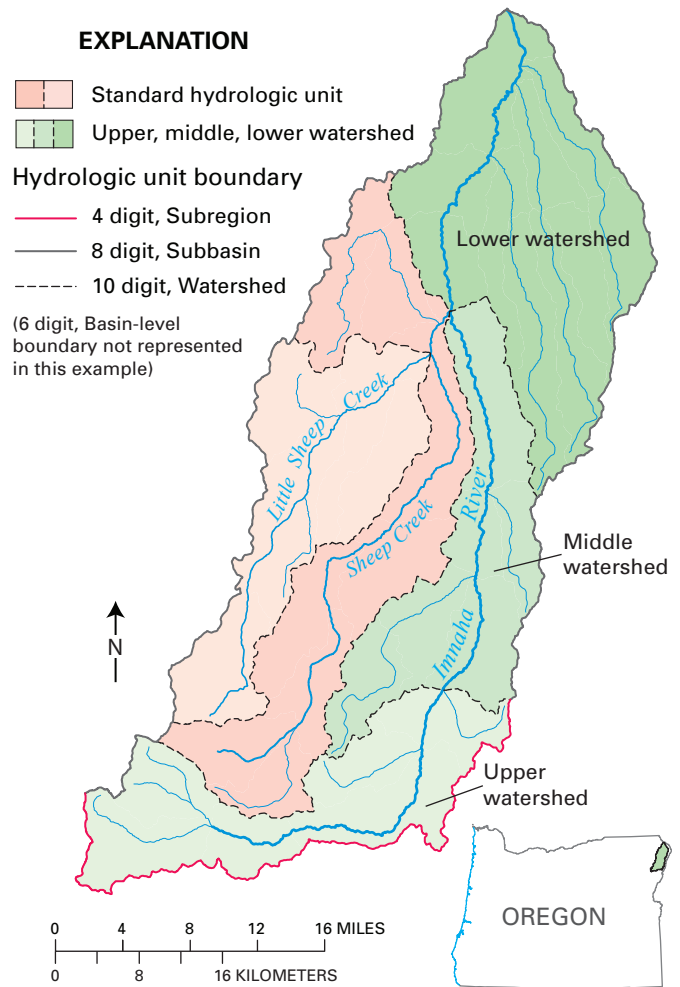 EXPLANATION
Standard hydrologic unit
Upper, middle, lower watershed
Hydrologic unit boundary
4 digit, Subregion
8 digit, Subbasin
10 digit, Watershed
(6 digit, Basin-level
boundary not represented
in this example)
Lower watershed
Little Sheep Creek
Sheep Creek
Imnaha River
Middle
watershed
N
Upper
watershed
OREGON
0 4 8 12 16 MILES
0 8 16 KILOMETERS